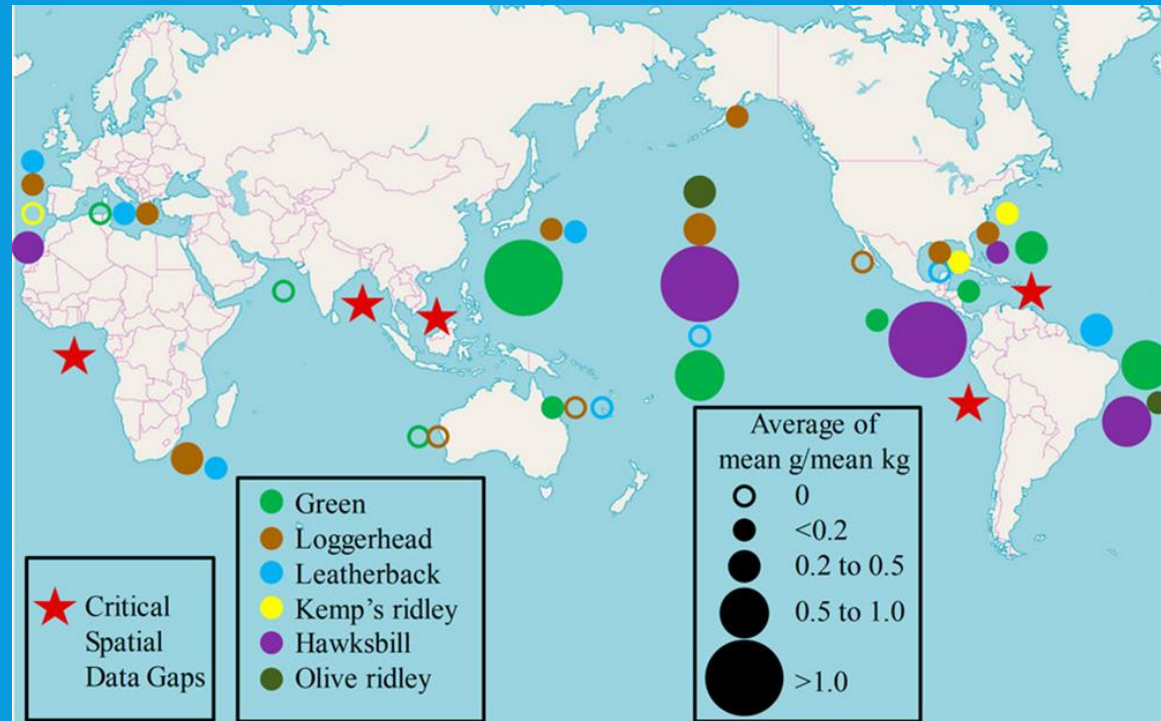 Critical
Spatial
Data Gaps
Green
Loggerhead
Leatherback
Kemp's ridley
Hawksbill
Olive ridley
Average of
mean g/mean kg
0
<0.2
0.2 to 0.5
0.5 to 1.0
>1.0